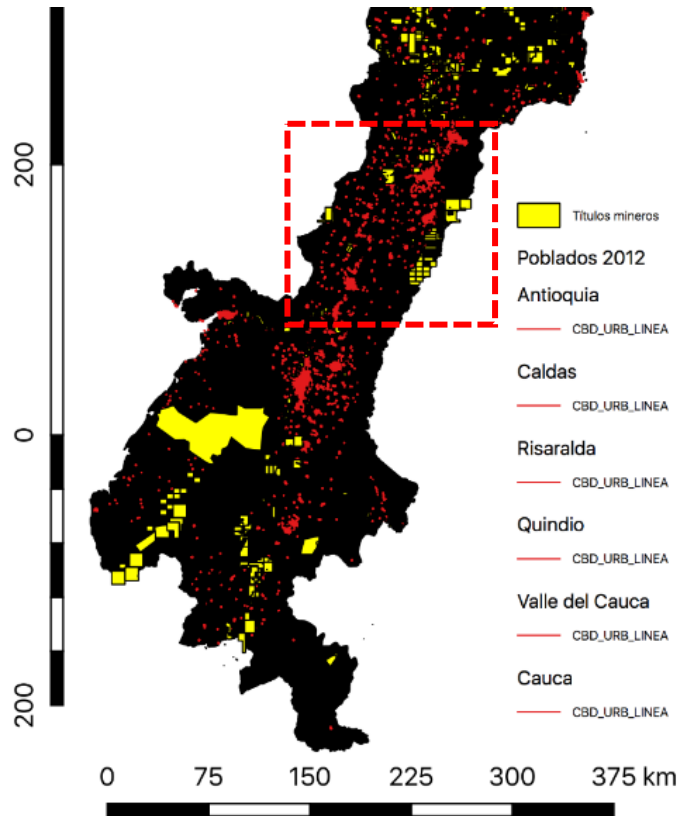 200
0
200
Títulos mineros
Poblados 2012
Antioquia
CBD_URB_LINEA
Caldas
CBD_URB_LINEA
Risaralda
CBD_URB_LINEA
Quindio
CBD_URB_LINEA
Valle del Cauca
CBD_URB_LINEA
Cauca
CBD_URB_LINEA
0 75 150 225 300 375 km